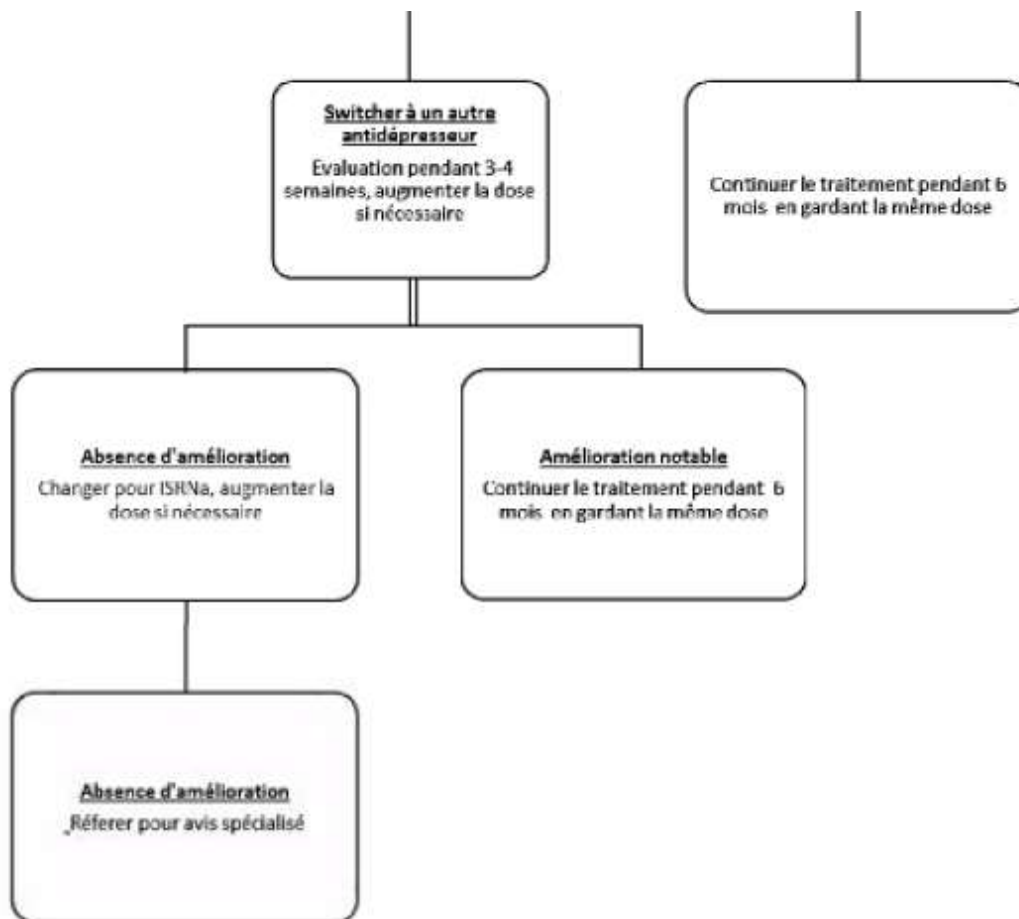 Switcher à un autre
antidépresseur
Evaluation pendant 3-4
semaines, augmenter la dose
si nécessaire
Continuer le traitement pendant 6
mois en gardant la même dose
Absence d'amélioration
Changer pour ISRNa, augmenter la
dose si nécessaire
Amélioration notable
Continuer le traitement pendant 6
mois en gardant la même dose
Absence d'amélioration
Réferer pour avis spécialisé